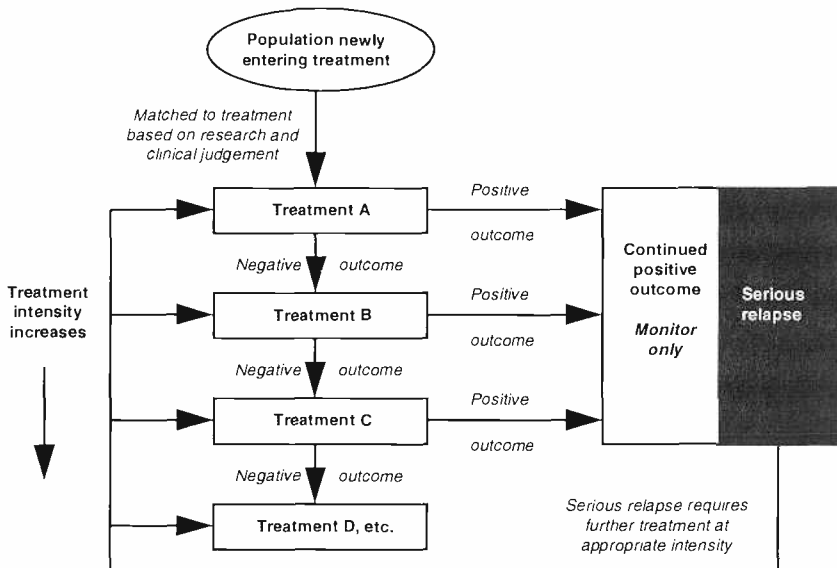 Population newly
entering treatment
Matched to treatment
based on research and
clinical judgement
Treatment A
Positive
outcome
Negative outcome
Treatment B
Positive
outcome
Negative outcome
Treatment C
Positive
outcome
Negative outcome
Treatment D, etc.
Treatment
intensity
increases
Continued
positive
outcome
Monitor
only
Serious
relapse
Serious relapse requires
further treatment at
appropriate intensity